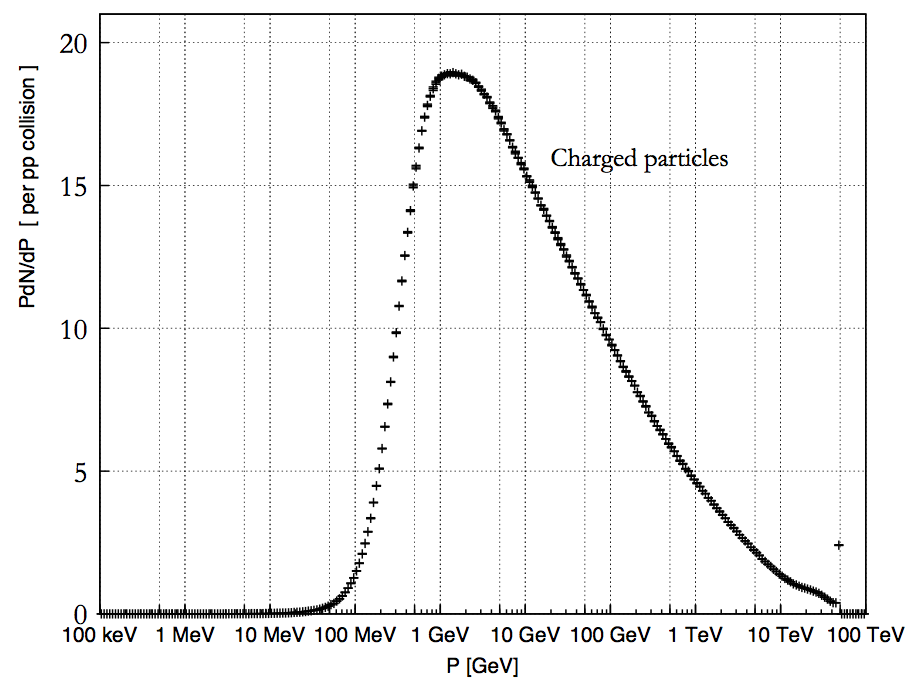 PdN/dP [ per pp collision ]
20
15
10
5
0
Charged particles
100 keV 1 MeV 10 MeV 100 MeV 1 GeV 10 GeV 100 GeV 1 TeV 10 TeV 100 TeV
P [GeV]